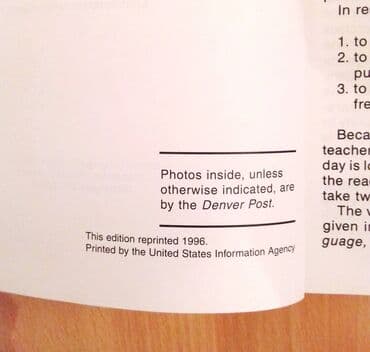 Photos inside, unless
otherwise indicated, are
by the Denver Post.
This edition reprinted 1996.
Printed by the United States Information Agency
In re
1. to
2. to
pu
3. to
fre
Beca
teacher
day is lo
the rea
take tw
The v
given i
guage,